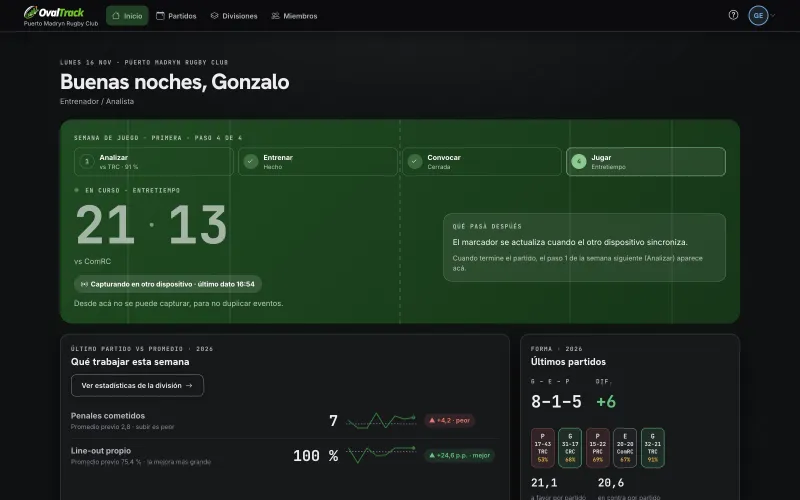 OvalTrack
Puerto Madryn Rugby Club
Inicio
Partidos
Divisiones
Miembros
GE
LUNES 16 NOV · PUERTO MADRYN RUGBY CLUB
Buenas noches, Gonzalo
Entrenador / Analista
SEMANA DE JUEGO · PRIMERA · PASO 4 DE 4
1
Analizar
vs TRC · 91 %
Entrenar
Hecho
Convocar
Cerrada
4
Jugar
Entretiempo
EN CURSO · ENTRETIEMPO
21 · 13
vs ComRC
Capturando en otro dispositivo · último dato 16:54
Desde acá no se puede capturar, para no duplicar eventos.
QUÉ PASA DESPUÉS
El marcador se actualiza cuando el otro dispositivo sincroniza.
Cuando termine el partido, el paso 1 de la semana siguiente (Analizar) aparece
acá.
ÚLTIMO PARTIDO VS PROMEDIO · 2026
Qué trabajar esta semana
Ver estadísticas de la división →
Penales cometidos
Promedio previo 2,8 · subir es peor
7
▲ +4,2 · peor
Line-out propio
Promedio previo 75,4 % · la mejora más grande
100 %
▲ +24,6 p.p. · mejor
FORMA · 2026
Últimos partidos
G – E – P
DIF.
8–1–5
+6
P
17-43
TRC
53%
G
31-17
CRC
68%
P
15-22
PRC
69%
E
20-20
ComRC
67%
G
32-21
TRC
91%
21,1
20,6
a favor por partido
en contra por partido